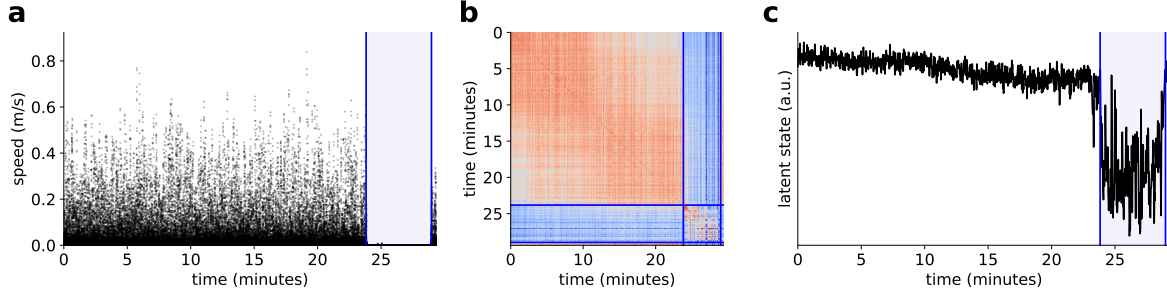 a
speed (m/s)
0.8
0.6
0.4
0.2
0.0
0 5 10 15 20 25
time (minutes)
b
time (minutes)
0
5
10
15
20
25
0 10 20
time (minutes)
c
latent state (a.u.)
0 5 10 15 20 25
time (minutes)